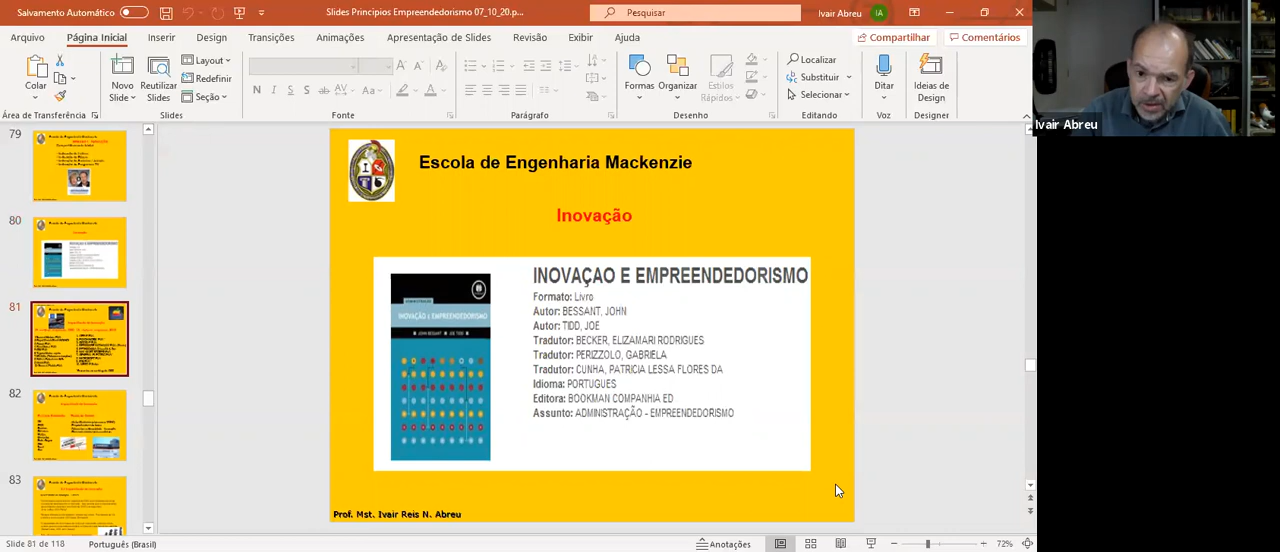 Salvamento Automático
Slides Principios Empreendedorismo 07_10_20.p...
Pesquisar
Ivair Abreu
IA
Arquivo
Página Inicial
Inserir
Design
Transições
Animações
Apresentação de Slides
Revisão
Exibir
Ajuda
Compartilhar
Comentários
Colar
Novo Slide
Reutilizar Slides
Layout
Redefinir
Seção
N
I
S
Aa
A
Formas
Organizar
Estilos Rápidos
Localizar
Substituir
Selecionar
Ditar
Ideias de Design
Área de Transferência
Slides
Fonte
Parágrafo
Desenho
Editando
Voz
Designer
Ivair Abreu
79
80
81
82
83
Escola de Engenharia Mackenzie
Inovação
ADMINISTRAÇÃO
INOVAÇÃO E EMPREENDEDORISMO
JOHN BESSANT
JOE TIDD
INOVAÇAO E EMPREENDEDORISMO
Formato: Livro
Autor: BESSANT, JOHN
Autor: TIDD, JOE
Tradutor: BECKER, ELIZAMARI RODRIGUES
Tradutor: PERIZZOLO, GABRIELA
Tradutor: CUNHA, PATRICIA LESSA FLORES DA
Idioma: PORTUGUES
Editora: BOOKMAN COMPANHIA ED
Assunto: ADMINISTRAÇÃO - EMPREENDEDORISMO
Prof. Mst. Ivair Reis N. Abreu
Slide 81 de 118
Português (Brasil)
Anotações
72%